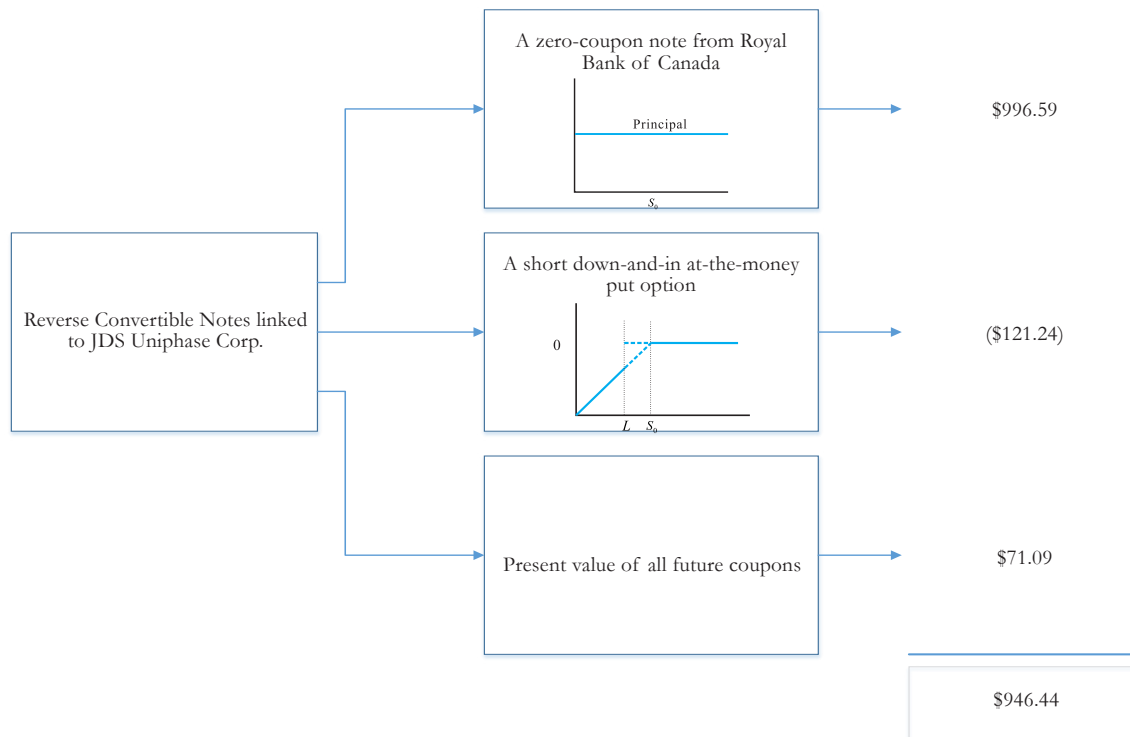 A zero-coupon note from Royal
Bank of Canada
Principal
S₀
$996.59
Reverse Convertible Notes linked
to JDS Uniphase Corp.
A short down-and-in at-the-money
put option
0
L S₀
($121.24)
Present value of all future coupons
$71.09
$946.44